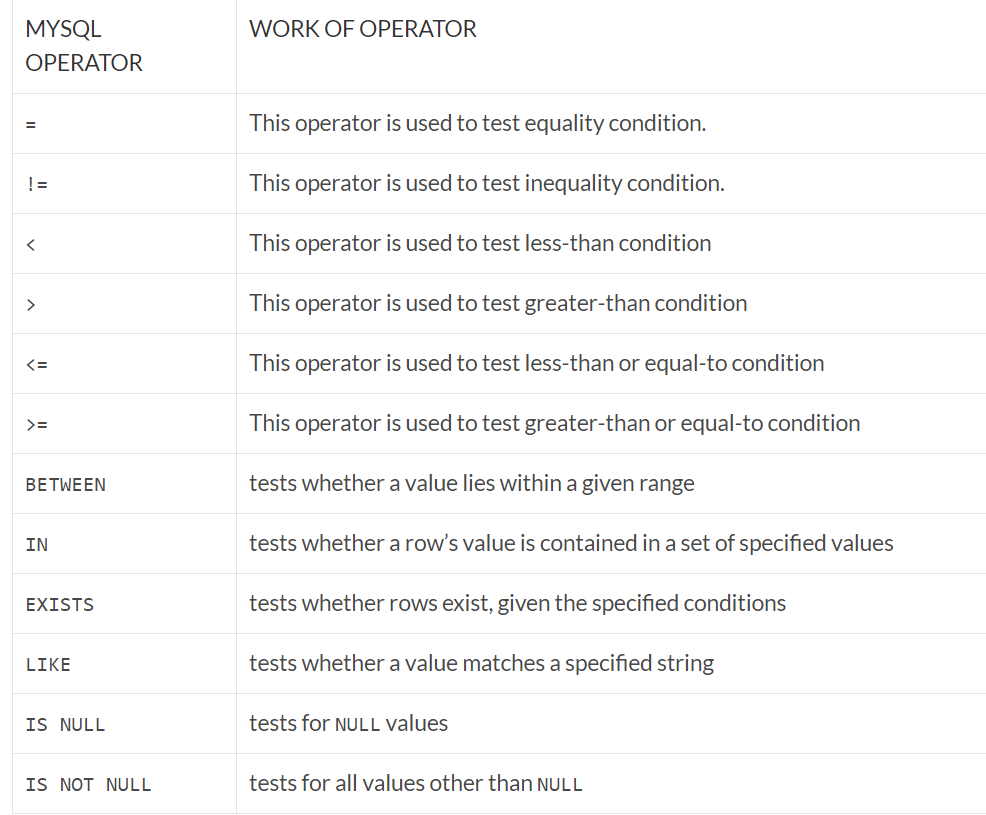 MYSQL OPERATOR
WORK OF OPERATOR
=
This operator is used to test equality condition.
!=
This operator is used to test inequality condition.
<
This operator is used to test less-than condition
>
This operator is used to test greater-than condition
<=
This operator is used to test less-than or equal-to condition
>=
This operator is used to test greater-than or equal-to condition
BETWEEN
tests whether a value lies within a given range
IN
tests whether a row’s value is contained in a set of specified values
EXISTS
tests whether rows exist, given the specified conditions
LIKE
tests whether a value matches a specified string
IS NULL
tests for NULL values
IS NOT NULL
tests for all values other than NULL